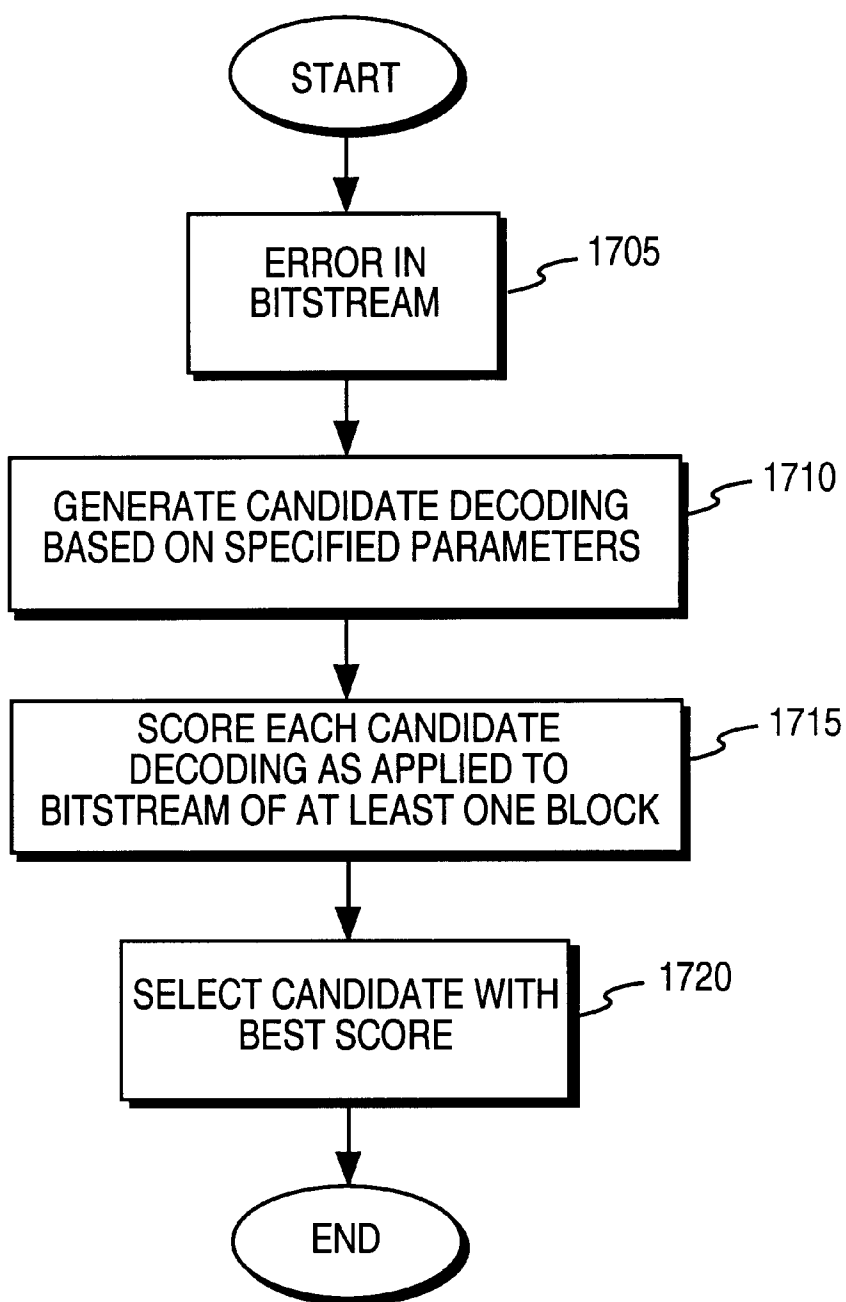 START
ERROR IN
BITSTREAM
1705
GENERATE CANDIDATE DECODING
BASED ON SPECIFIED PARAMETERS
1710
SCORE EACH CANDIDATE
DECODING AS APPLIED TO
BITSTREAM OF AT LEAST ONE BLOCK
1715
SELECT CANDIDATE WITH
BEST SCORE
1720
END